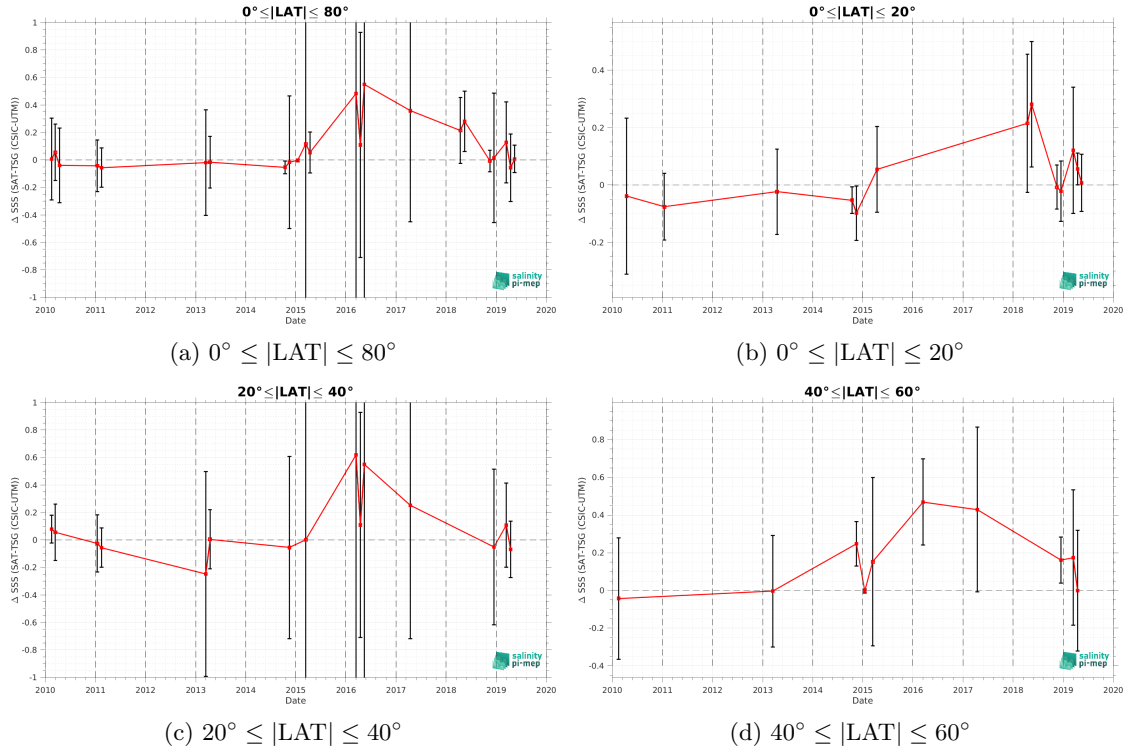 0°≤|LAT|≤ 80°
1
0.8
0.6
0.4
0.2
0
-0.2
-0.4
-0.6
-0.8
-1
Δ SSS (SAT-TSG (CSIC-UTM))
2010 2011 2012 2013 2014 2015 2016 2017 2018 2019 2020
Date
salinity
pi-mep
(a) 0° ≤ |LAT| ≤ 80°
0°≤|LAT|≤ 20°
0.4
0.2
0
-0.2
Δ SSS (SAT-TSG (CSIC-UTM))
2010 2011 2012 2013 2014 2015 2016 2017 2018 2019 2020
Date
salinity
pi-mep
(b) 0° ≤ |LAT| ≤ 20°
20°≤|LAT|≤ 40°
1
0.8
0.6
0.4
0.2
0
-0.2
-0.4
-0.6
-0.8
-1
Δ SSS (SAT-TSG (CSIC-UTM))
2010 2011 2012 2013 2014 2015 2016 2017 2018 2019 2020
Date
salinity
pi-mep
(c) 20° ≤ |LAT| ≤ 40°
40°≤|LAT|≤ 60°
0.8
0.6
0.4
0.2
0
-0.2
-0.4
Δ SSS (SAT-TSG (CSIC-UTM))
2010 2011 2012 2013 2014 2015 2016 2017 2018 2019 2020
Date
salinity
pi-mep
(d) 40° ≤ |LAT| ≤ 60°